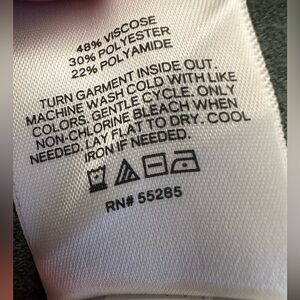 48% VISCOSE
30% POLYESTER
22% POLYAMIDE
TURN GARMENT INSIDE OUT.
MACHINE WASH COLD WITH LIKE
COLORS. GENTLE CYCLE. ONLY
NON-CHLORINE BLEACH WHEN
NEEDED. LAY FLAT TO DRY. COOL
IRON IF NEEDED.
RN# 55285